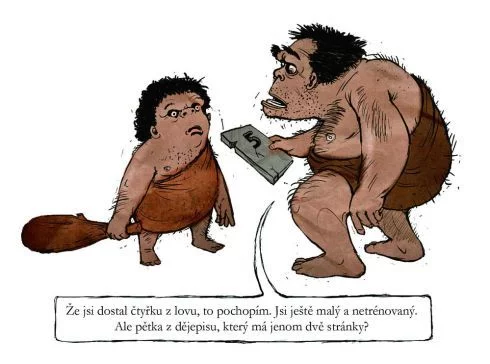 5
Že jsi dostal čtyřku z lovu, to pochopím. Jsi ještě malý a netrénovaný.
Ale pětka z dějepisu, který má jenom dvě stránky?